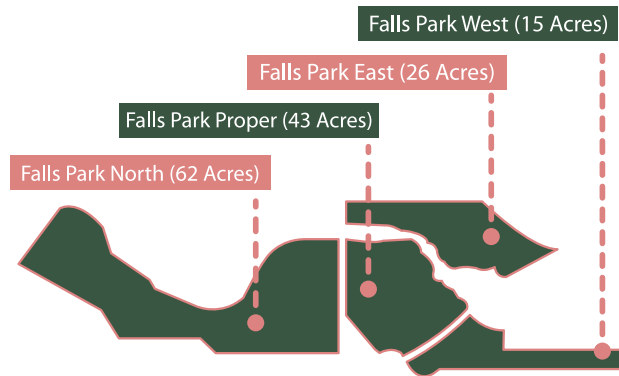 Falls Park West (15 Acres)
Falls Park East (26 Acres)
Falls Park Proper (43 Acres)
Falls Park North (62 Acres)